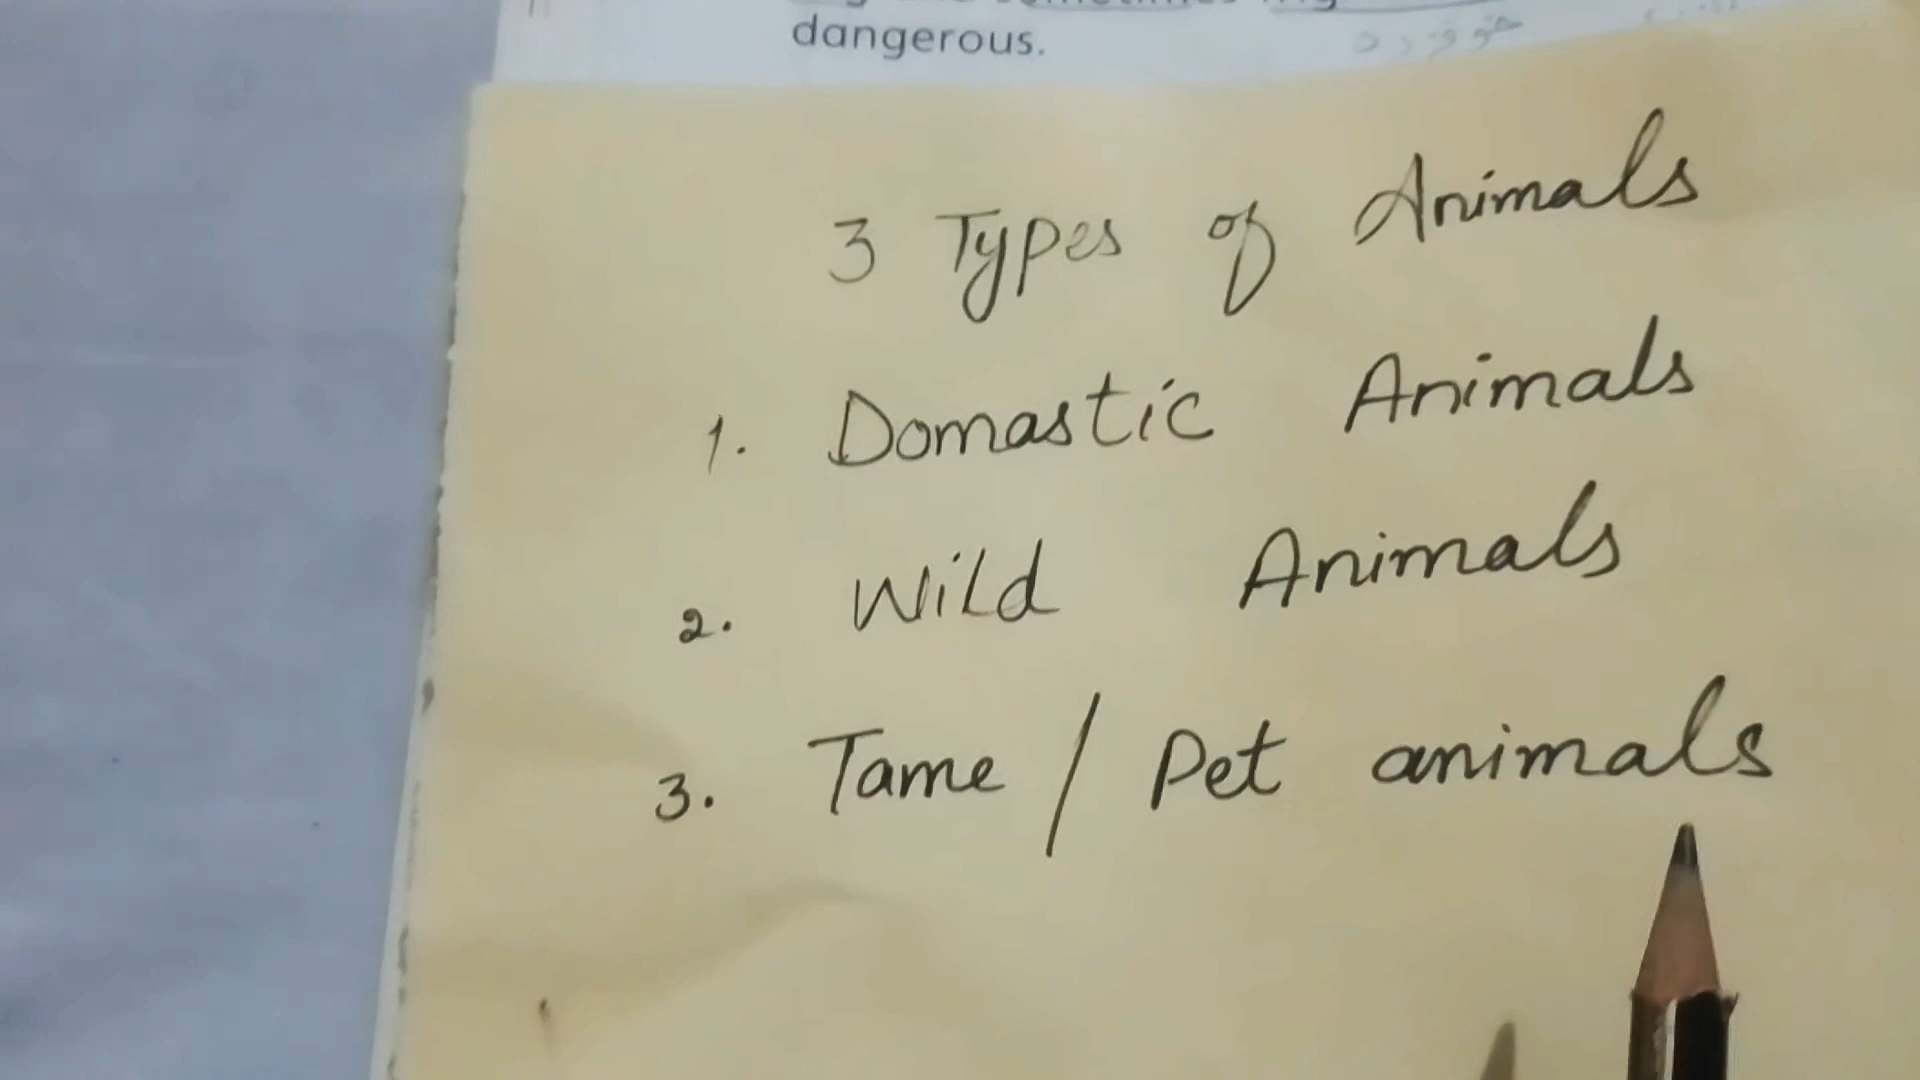 dangerous.
3 Types of Animals
1. Domastic Animals
2. Wild Animals
3. Tame / Pet animals